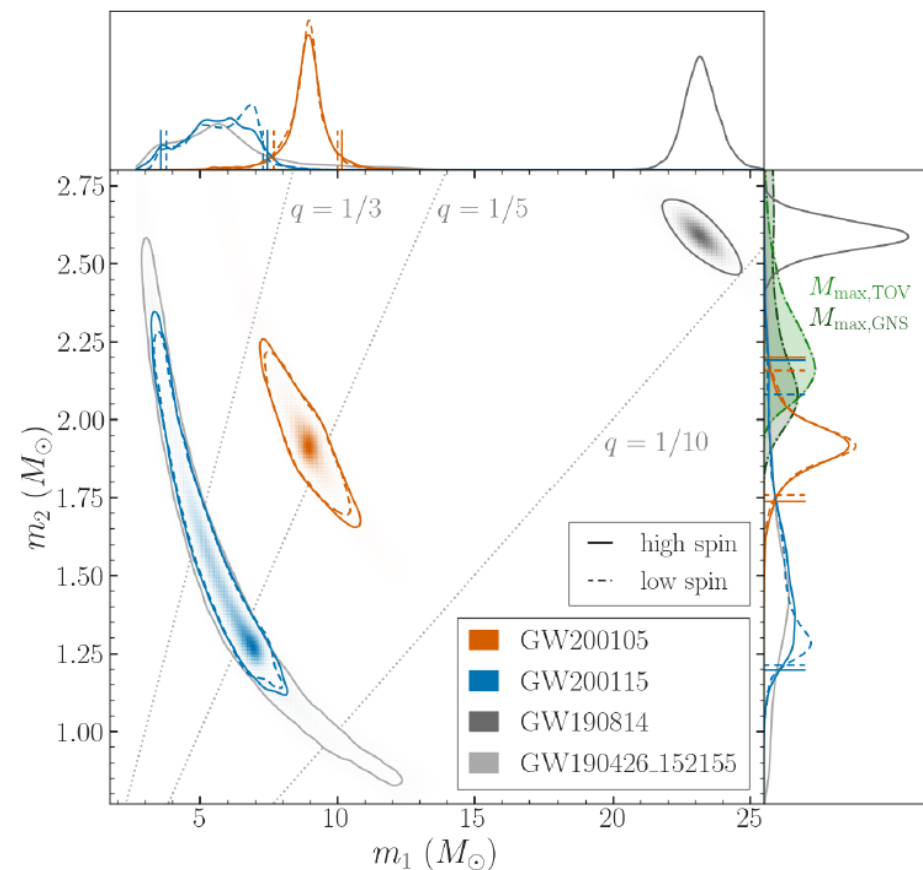 2.75
2.50
2.25
2.00
1.75
1.50
1.25
1.00
m₂ (M⊙)
5
10
15
20
25
m₁ (M⊙)
q = 1/3
q = 1/5
q = 1/10
M_max,TOV
M_max,GNS
high spin
low spin
GW200105
GW200115
GW190814
GW190426_152155